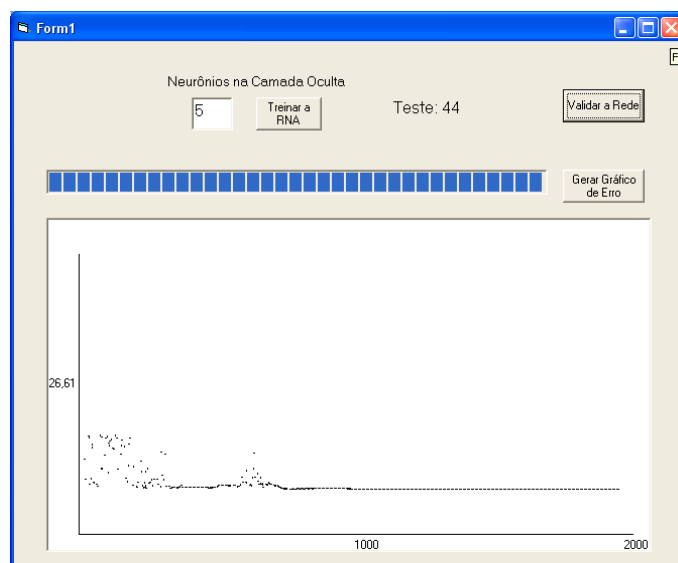 Form1
F
Neurônios na Camada Oculta
5
Treinar a
RNA
Teste: 44
Validar a Rede
Gerar Gráfico
de Erro
26,61
1000
2000